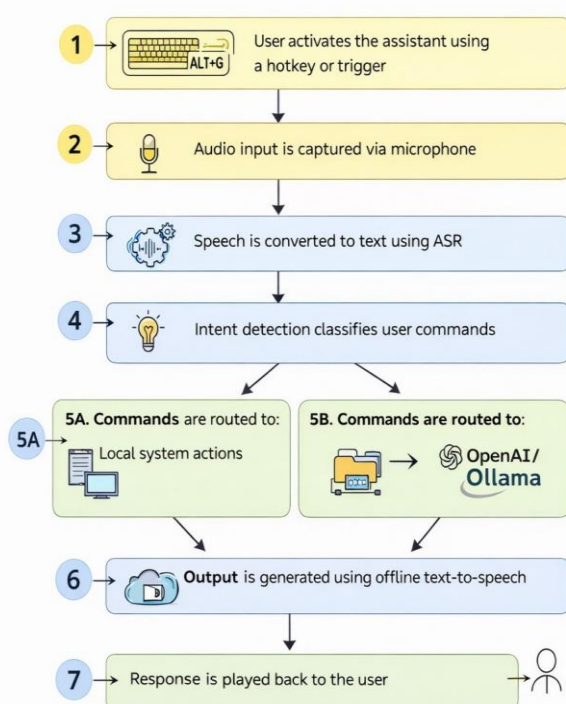 1
ALT+G
User activates the assistant using
a hotkey or trigger
2
Audio input is captured via microphone
3
Speech is converted to text using ASR
4
Intent detection classifies user commands
5A
5A. Commands are routed to:
Local system actions
5B. Commands are routed to:
OpenAI/
Ollama
6
Output is generated using offline text-to-speech
7
Response is played back to the user